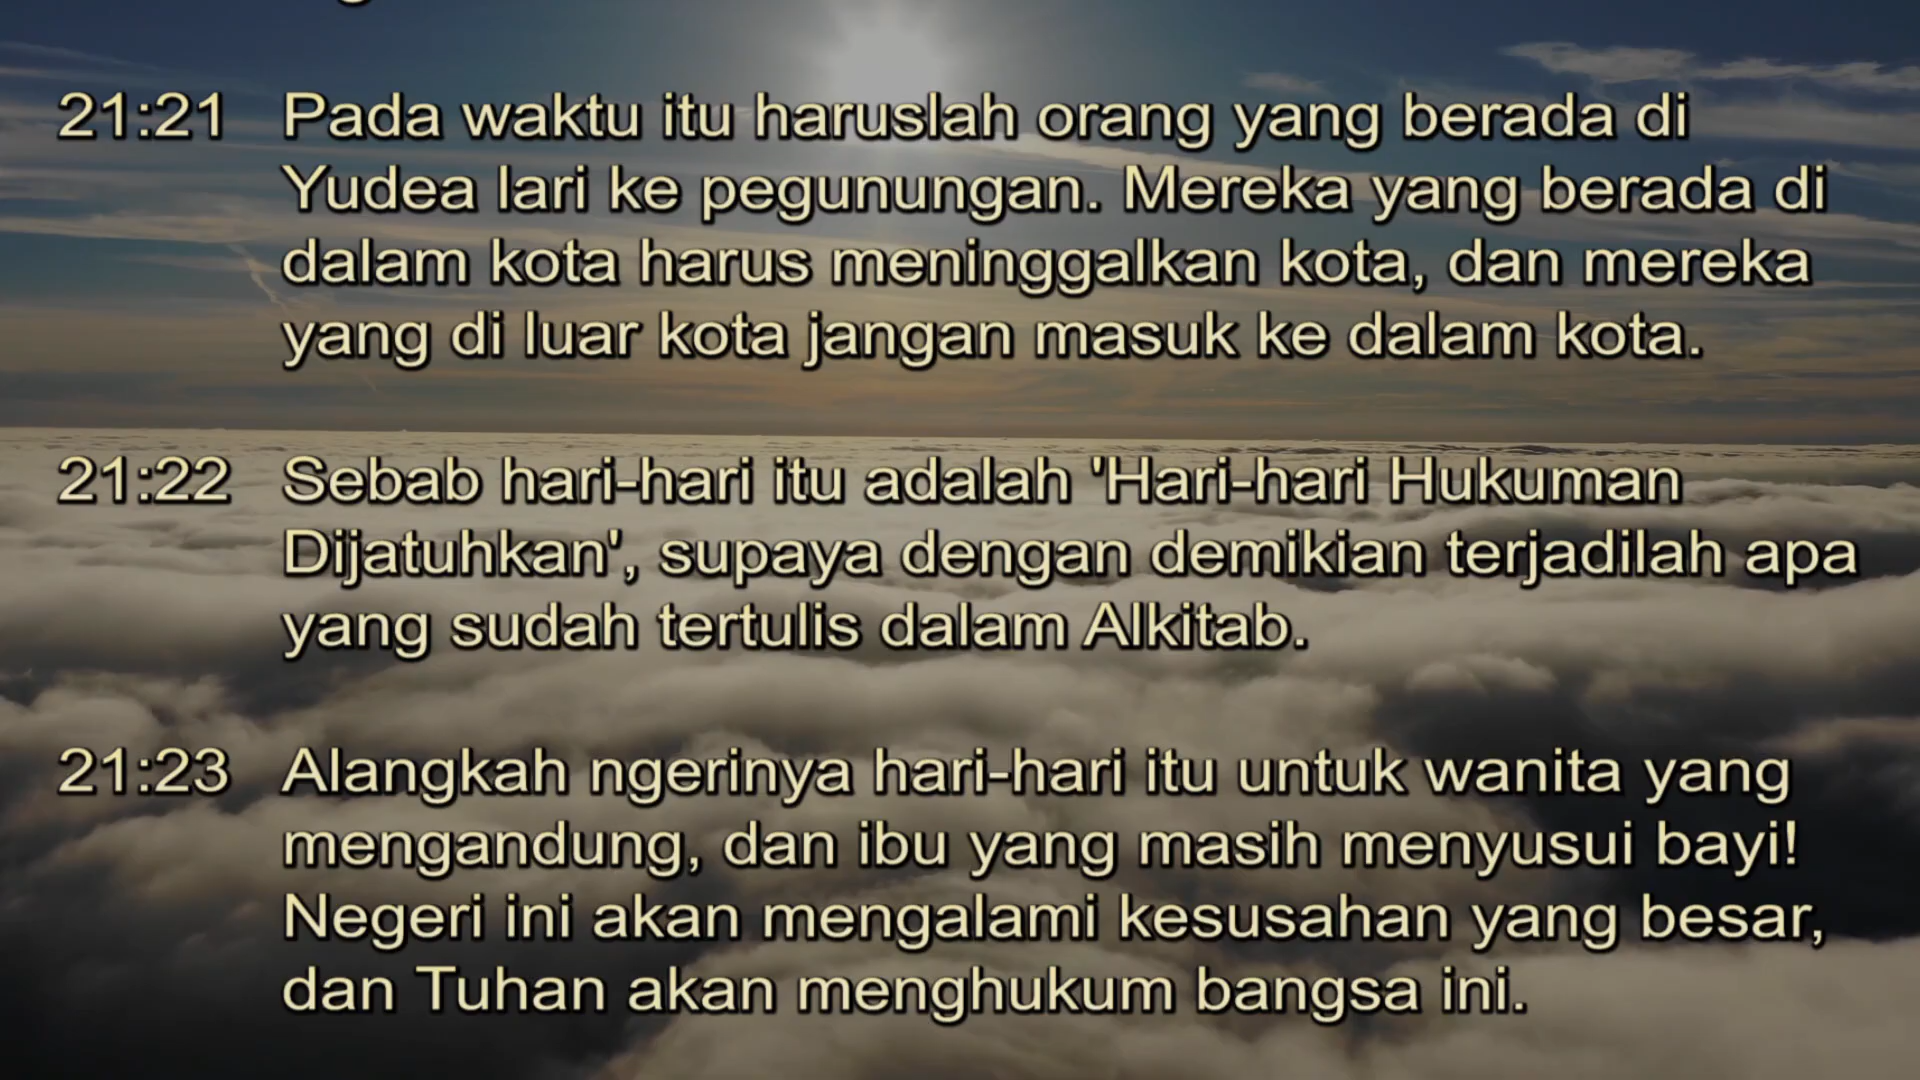 21:21 Pada waktu itu haruslah orang yang berada di
Yudea lari ke pegunungan. Mereka yang berada di
dalam kota harus meninggalkan kota, dan mereka
yang di luar kota jangan masuk ke dalam kota.
21:22 Sebab hari-hari itu adalah 'Hari-hari Hukuman
Dijatuhkan', supaya dengan demikian terjadilah apa
yang sudah tertulis dalam Alkitab.
21:23 Alangkah ngerinya hari-hari itu untuk wanita yang
mengandung, dan ibu yang masih menyusui bayi!
Negeri ini akan mengalami kesusahan yang besar,
dan Tuhan akan menghukum bangsa ini.